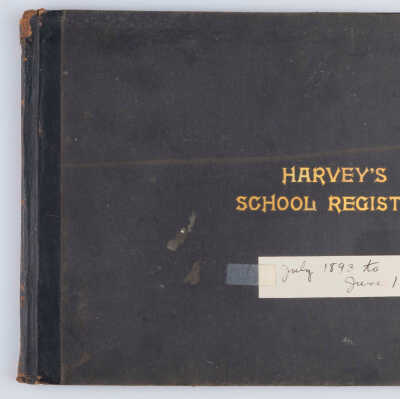 HARVEY'S
SCHOOL REGIST
July 1893 to
June 1